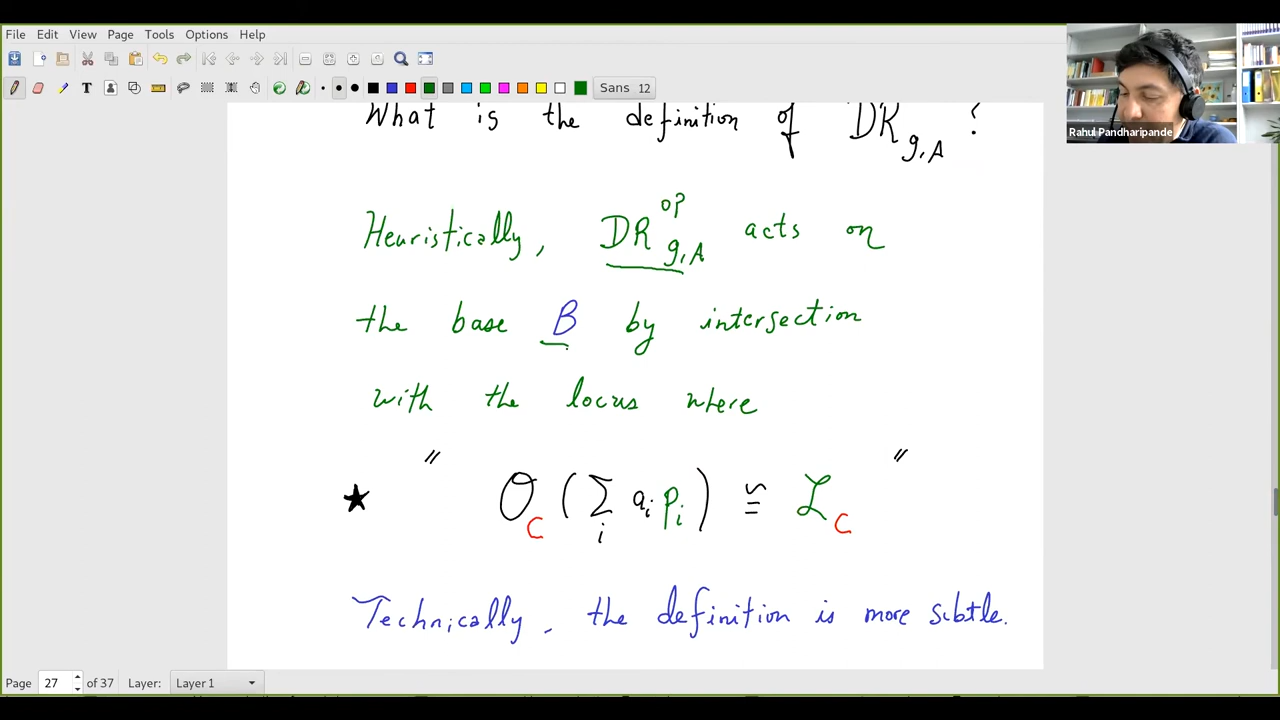 File Edit View Page Tools Options Help
Sans 12
Rahul Pandharipande
What is the definition of DR_{g,A} ?
Heuristically, DR^{op}_{g,A} acts on
the base B by intersection
with the locus where
" ★ O_C ( ∑_i a_i p_i ) ≅ L_C "
Technically, the definition is more subtle.
Page 27 of 37 Layer: Layer 1